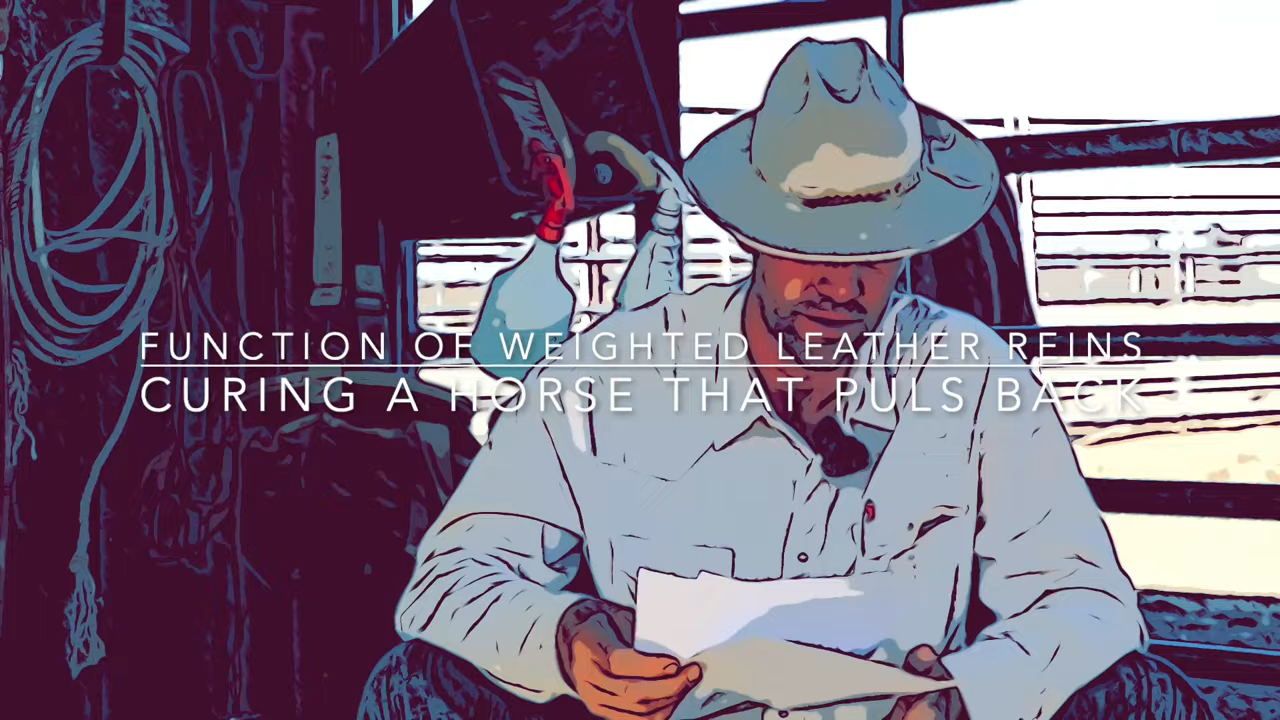 FUNCTION OF WEIGHTED LEATHER REINS
CURING A HORSE THAT PULS BACK